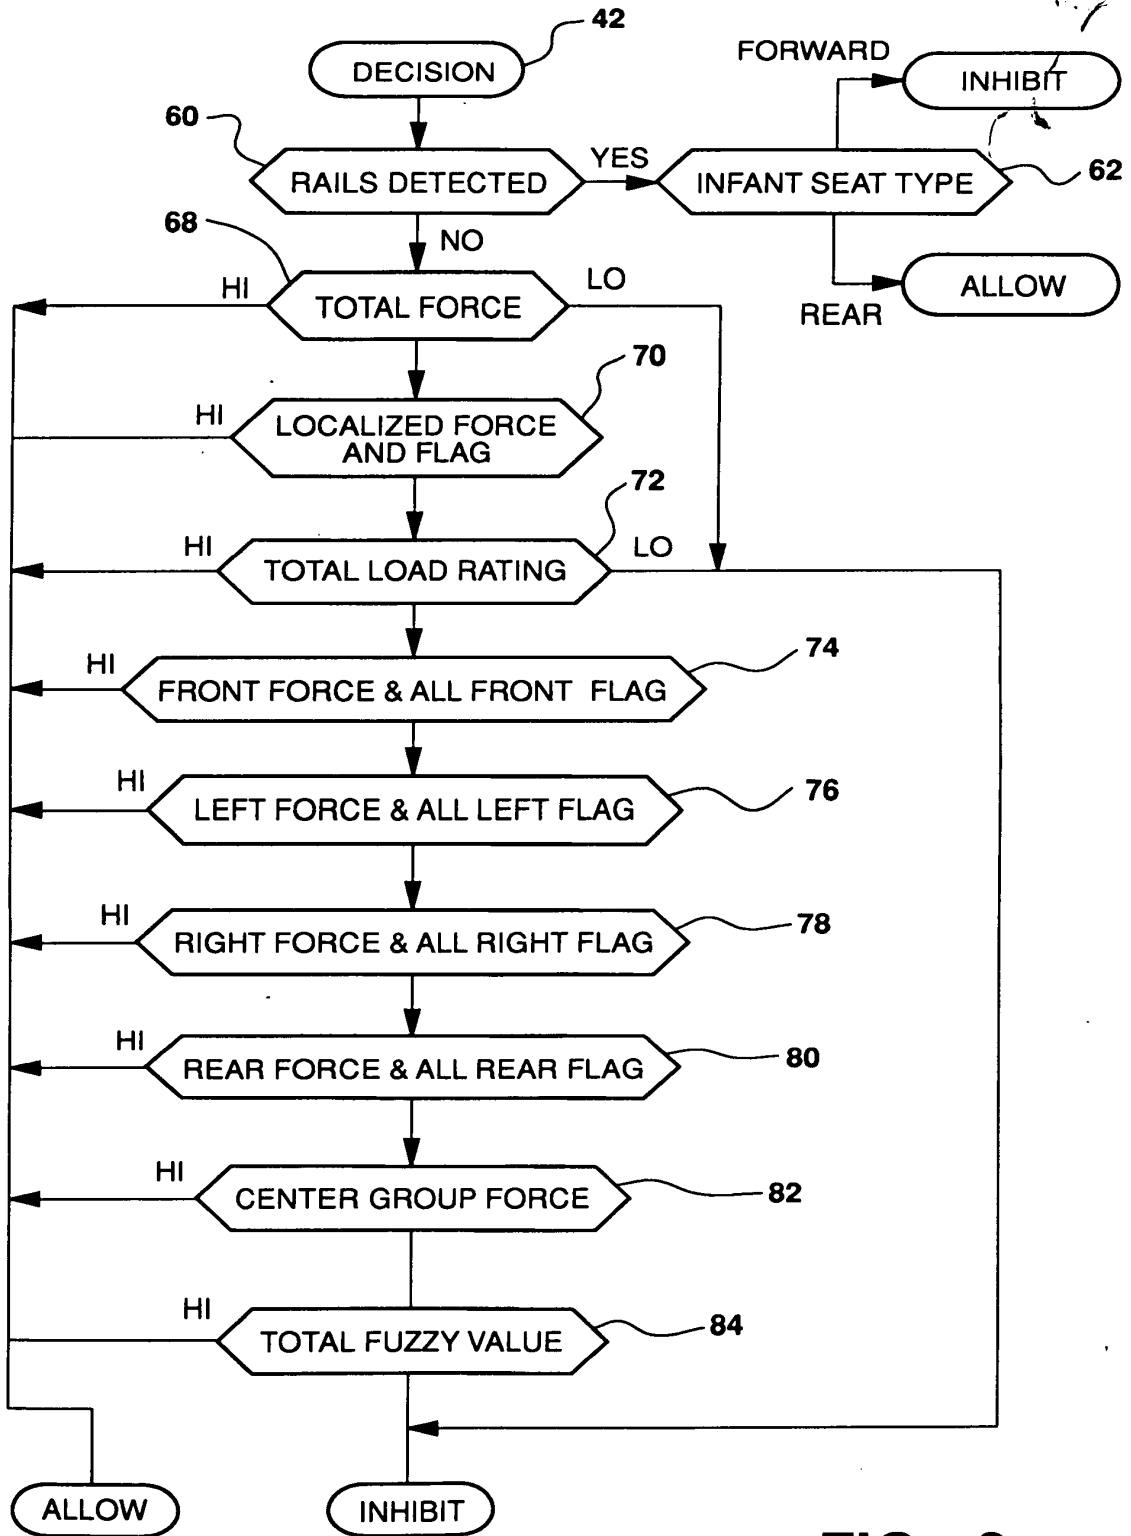 42
DECISION
FORWARD
INHIBIT
60
RAILS DETECTED
YES
INFANT SEAT TYPE
62
NO
68
HI
TOTAL FORCE
LO
ALLOW
REAR
70
HI
LOCALIZED FORCE
AND FLAG
72
HI
TOTAL LOAD RATING
LO
74
HI
FRONT FORCE & ALL FRONT FLAG
76
HI
LEFT FORCE & ALL LEFT FLAG
78
HI
RIGHT FORCE & ALL RIGHT FLAG
80
HI
REAR FORCE & ALL REAR FLAG
82
HI
CENTER GROUP FORCE
84
HI
TOTAL FUZZY VALUE
ALLOW
INHIBIT